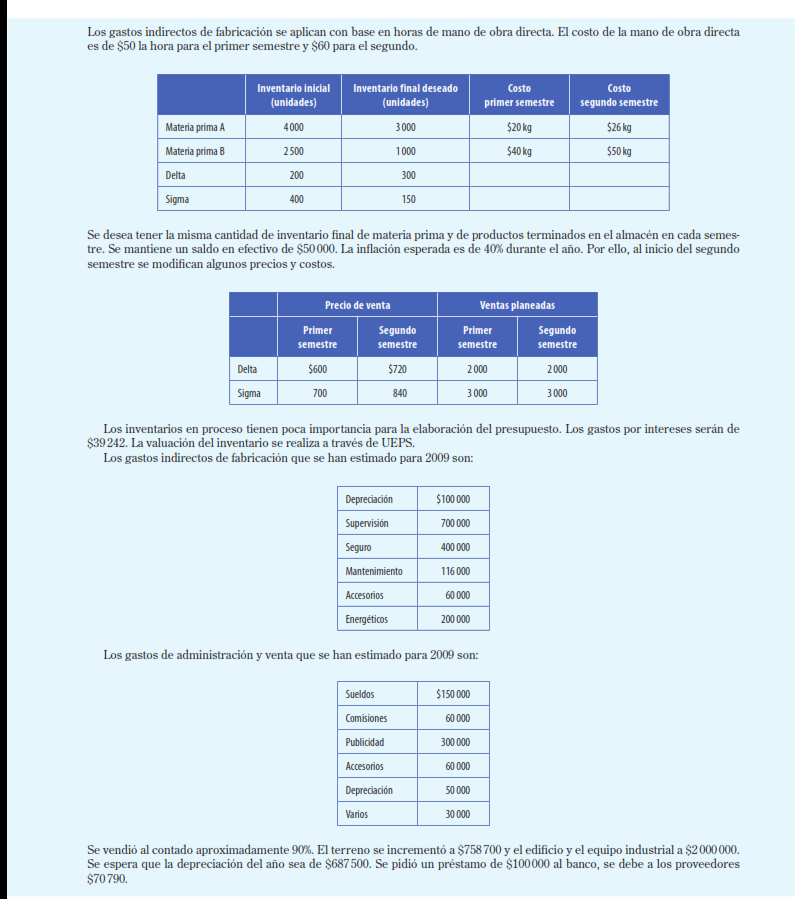 Los gastos indirectos de fabricación se aplican con base en horas de mano de obra directa. El costo de la mano de obra directa
es de $50 la hora para el primer semestre y $60 para el segundo.
Inventario inicial (unidades) Inventario final deseado (unidades) Costo primer semestre Costo segundo semestre
Materia prima A 4 000 3 000 $20 kg $26 kg
Materia prima B 2 500 1 000 $40 kg $50 kg
Delta 200 300
Sigma 400 150
Se desea tener la misma cantidad de inventario final de materia prima y de productos terminados en el almacén en cada semes-
tre. Se mantiene un saldo en efectivo de $50 000. La inflación esperada es de 40% durante el año. Por ello, al inicio del segundo
semestre se modifican algunos precios y costos.
Precio de venta Ventas planeadas
Primer semestre Segundo semestre Primer semestre Segundo semestre
Delta $600 $720 2 000 2 000
Sigma 700 840 3 000 3 000
Los inventarios en proceso tienen poca importancia para la elaboración del presupuesto. Los gastos por intereses serán de
$39 242. La valuación del inventario se realiza a través de UEPS.
Los gastos indirectos de fabricación que se han estimado para 2009 son:
Depreciación $100 000
Supervisión 700 000
Seguro 400 000
Mantenimiento 116 000
Accesorios 60 000
Energéticos 200 000
Los gastos de administración y venta que se han estimado para 2009 son:
Sueldos $150 000
Comisiones 60 000
Publicidad 300 000
Accesorios 60 000
Depreciación 50 000
Varios 30 000
Se vendió al contado aproximadamente 90%. El terreno se incrementó a $758 700 y el edificio y el equipo industrial a $2 000 000.
Se espera que la depreciación del año sea de $687 500. Se pidió un préstamo de $100 000 al banco, se debe a los proveedores
$70 790.